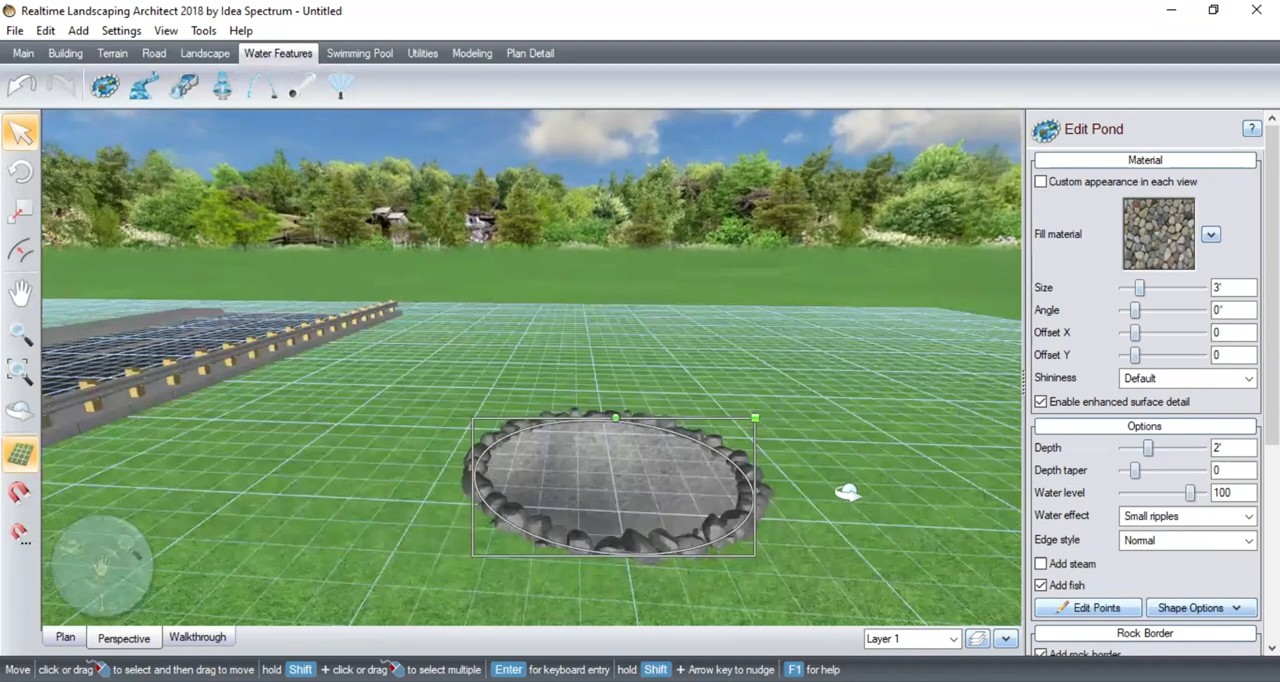 Realtime Landscaping Architect 2018 by Idea Spectrum - Untitled
File Edit Add Settings View Tools Help
Main Building Terrain Road Landscape Water Features Swimming Pool Utilities Modeling Plan Detail
Edit Pond ?
Material
Custom appearance in each view
Fill material
Size 3'
Angle 0°
Offset X 0
Offset Y 0
Shininess Default
Enable enhanced surface detail
Options
Depth 2'
Depth taper 0
Water level 100
Water effect Small ripples
Edge style Normal
Add steam
Add fish
Edit Points Shape Options
Rock Border
Add rock border
Plan Perspective Walkthrough Layer 1
Move click or drag to select and then drag to move hold Shift + click or drag to select multiple Enter for keyboard entry hold Shift + Arrow key to nudge F1 for help